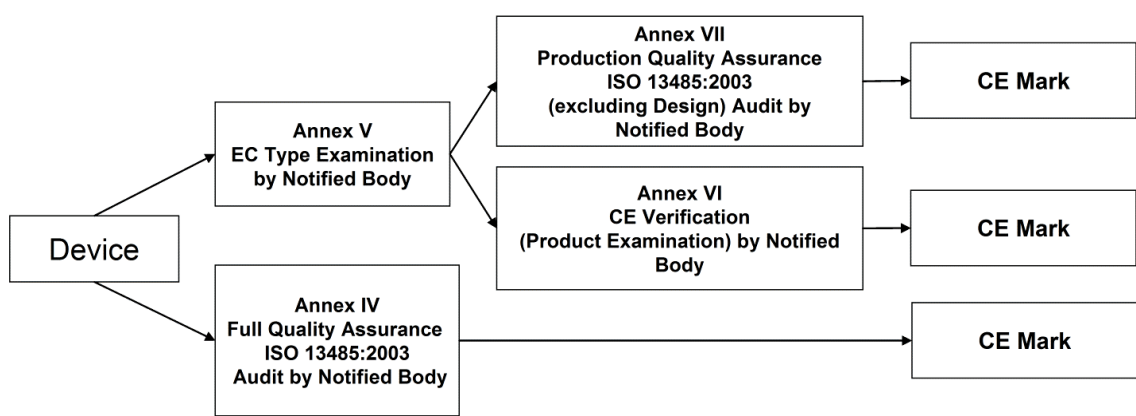 Device
Annex V
EC Type Examination
by Notified Body
Annex IV
Full Quality Assurance
ISO 13485:2003
Audit by Notified Body
Annex VII
Production Quality Assurance
ISO 13485:2003
(excluding Design) Audit by
Notified Body
Annex VI
CE Verification
(Product Examination) by Notified
Body
CE Mark
CE Mark
CE Mark